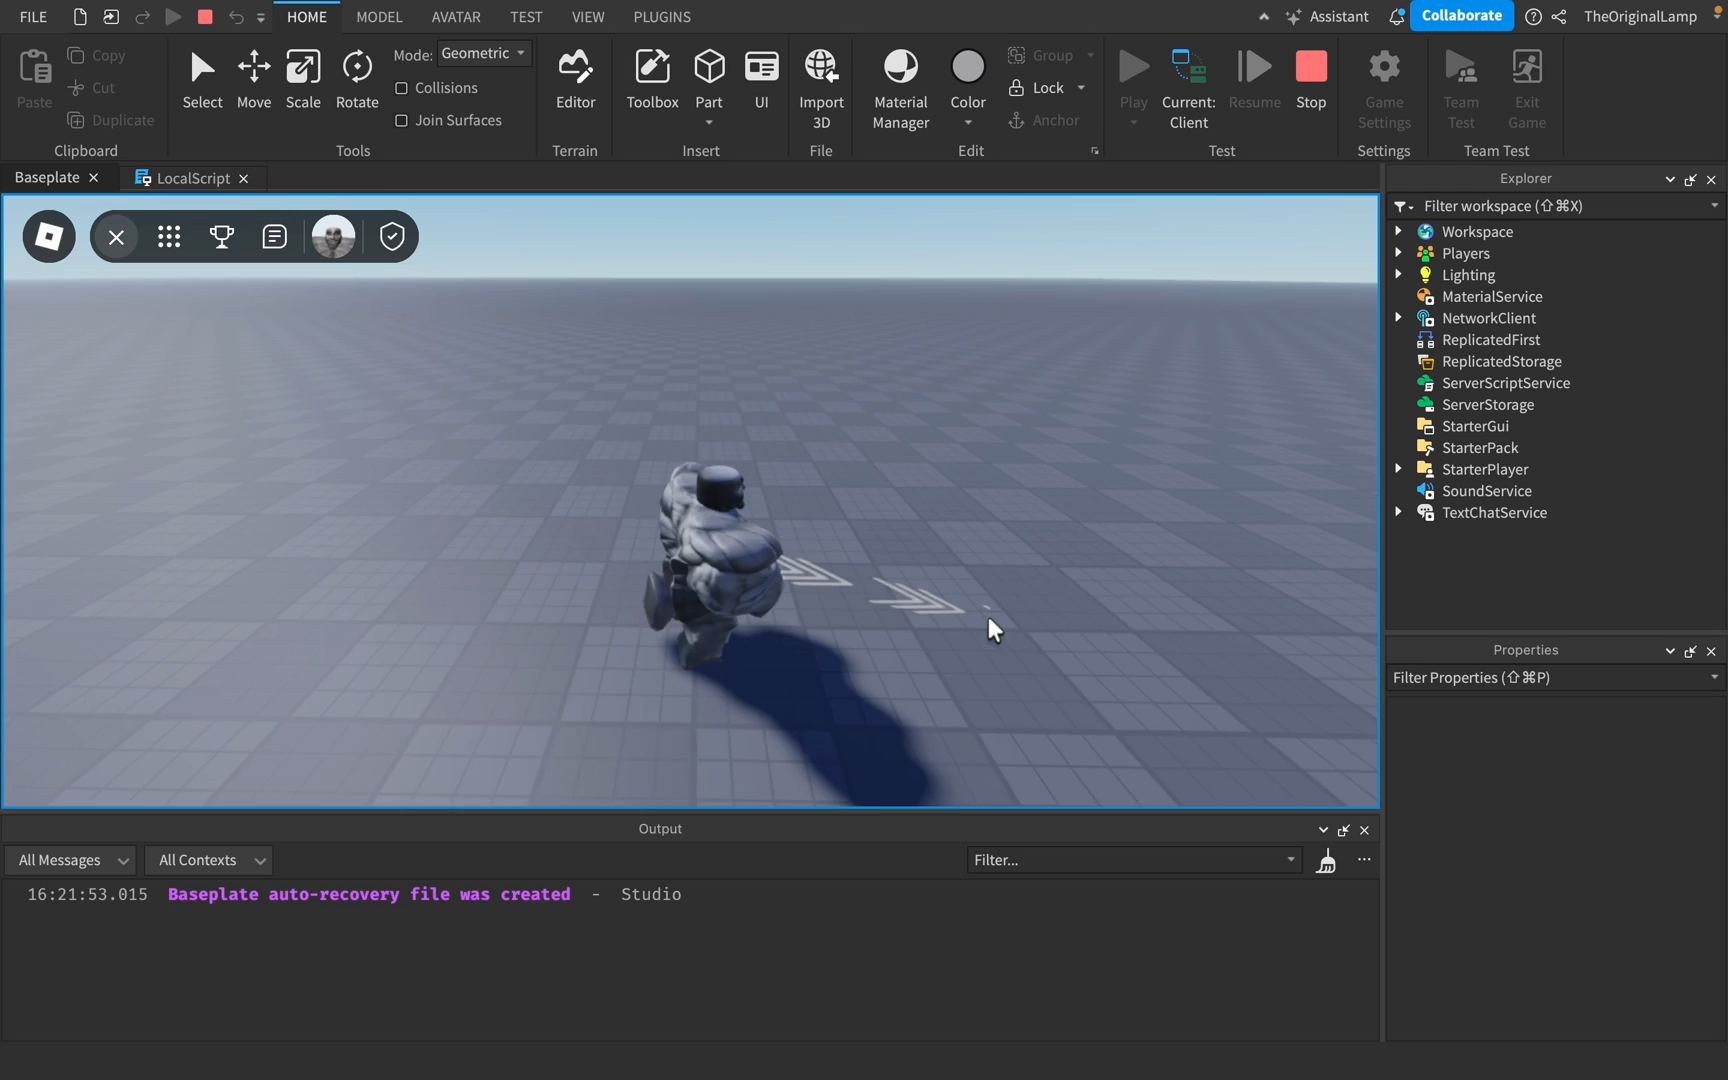 FILE HOME MODEL AVATAR TEST VIEW PLUGINS Assistant Collaborate TheOriginalLamp
Paste Copy Cut Duplicate
Clipboard
Select Move Scale Rotate
Mode: Geometric
Collisions
Join Surfaces
Tools
Editor
Terrain
Toolbox Part UI
Insert
Import
3D
File
Material
Manager
Color
Group
Lock
Anchor
Edit
Play
Current:
Client
Resume Stop
Test
Game
Settings
Settings
Team
Test
Exit
Game
Team Test
Baseplate LocalScript
Explorer
Filter workspace (⇧⌘X)
Workspace
Players
Lighting
MaterialService
NetworkClient
ReplicatedFirst
ReplicatedStorage
ServerScriptService
ServerStorage
StarterGui
StarterPack
StarterPlayer
SoundService
TextChatService
Properties
Filter Properties (⇧⌘P)
Output
All Messages All Contexts Filter...
16:21:53.015 Baseplate auto-recovery file was created - Studio